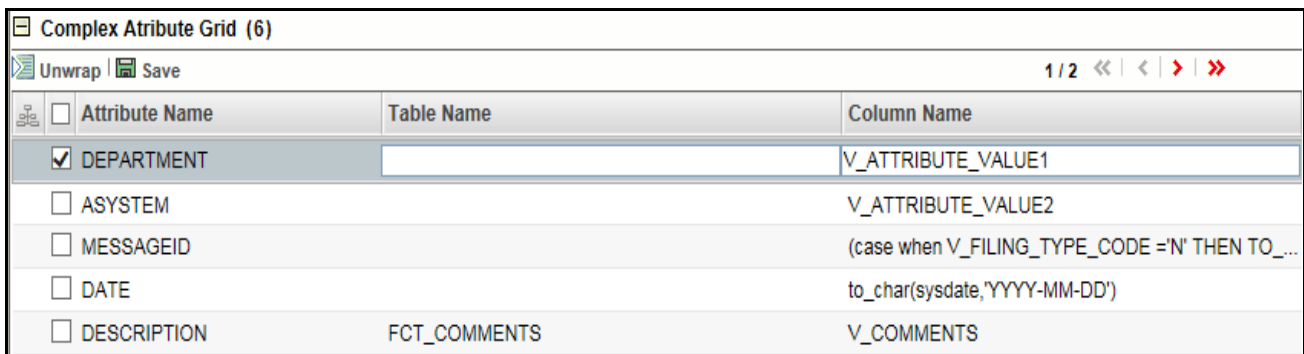 Complex Atribute Grid (6)
Unwrap Save 1 / 2
Attribute Name Table Name Column Name
DEPARTMENT V_ATTRIBUTE_VALUE1
ASYSTEM V_ATTRIBUTE_VALUE2
MESSAGEID (case when V_FILING_TYPE_CODE ='N' THEN TO_...
DATE to_char(sysdate,'YYYY-MM-DD')
DESCRIPTION FCT_COMMENTS V_COMMENTS